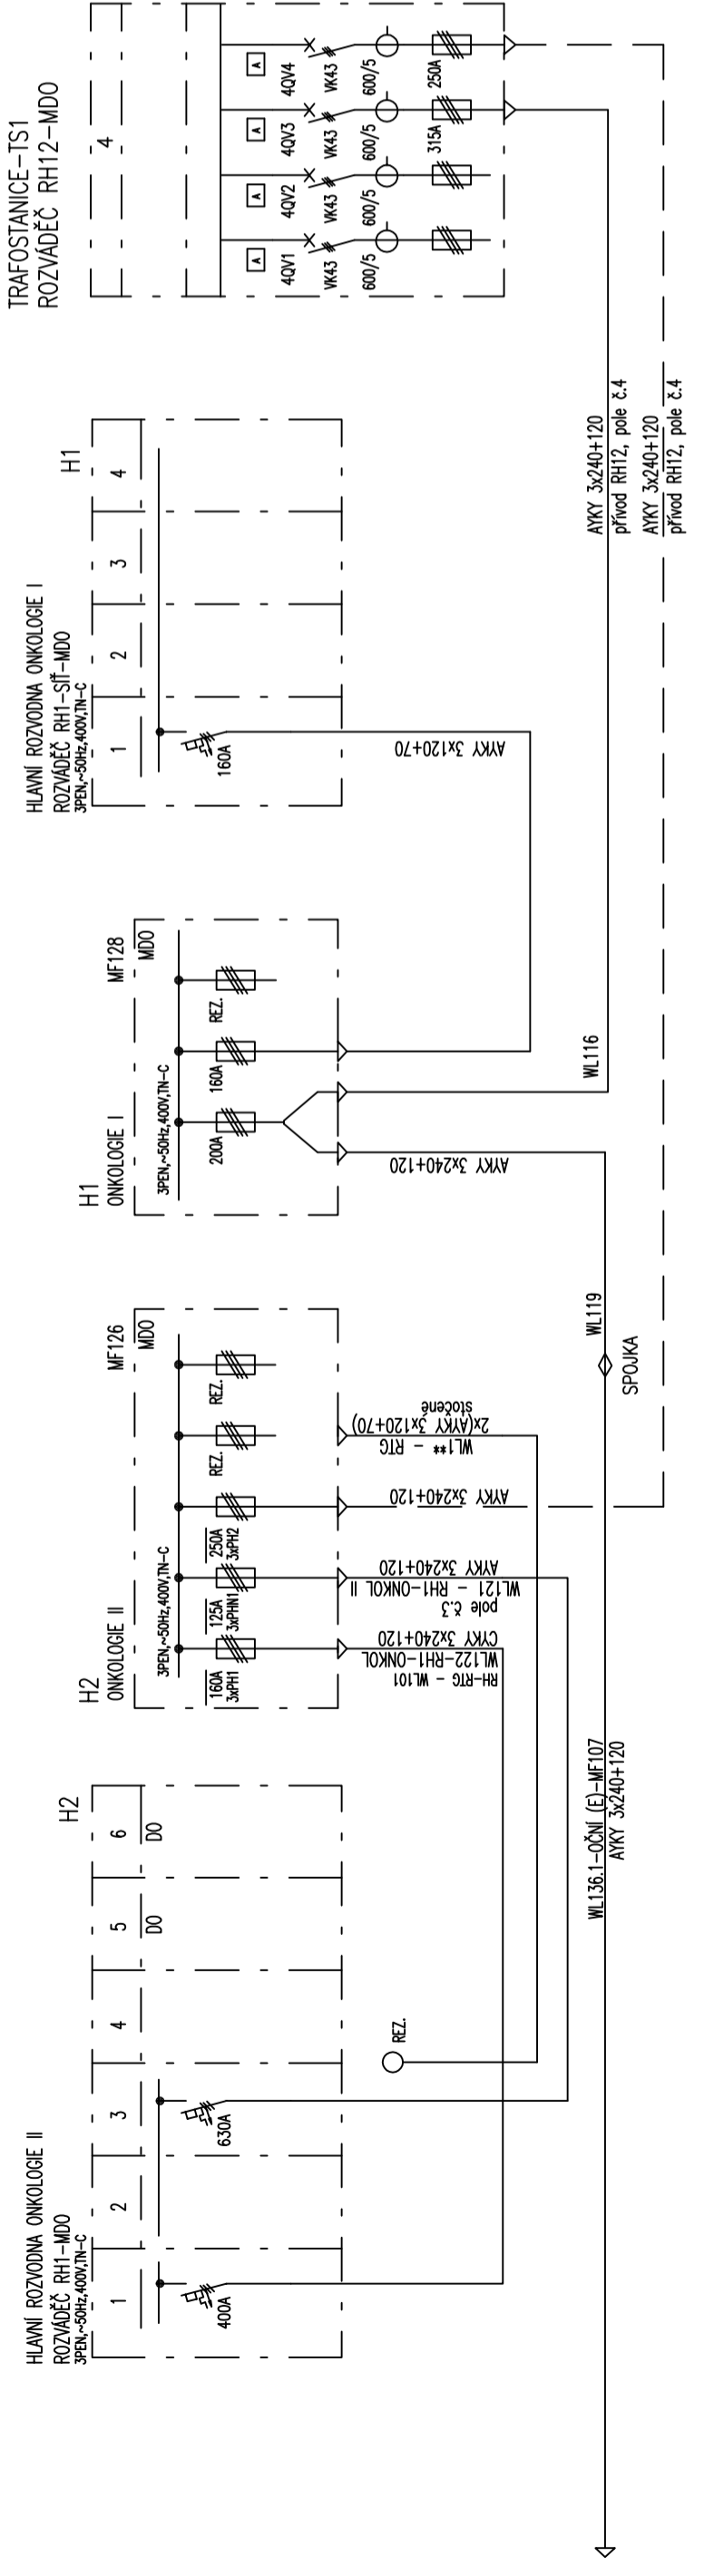 HLAVNÍ ROZVODNA ONKOLOGIE II
ROZVÁDĚČ RH1-MDO
3PEN,~50Hz,400V,TN-C
H2
1
2
3
4
5
6
DO
DO
400A
630A
REZ.
H2
ONKOLOGIE II
MF126
MDO
3PEN,~50Hz,400V,TN-C
160A
3xPH1
125A
3xPHN1
250A
3xPH2
REZ.
REZ.
RH-RTG - WL101
WL122-RH1-ONKOL
CYKY 3x240+120
pole č.3
WL121 - RH1-ONKOL II
AYKY 3x240+120
AYKY 3x240+120
WL1** - RTG
2x(AYKY 3x120+70)
stočené
WL136.1-OČNÍ (E)-MF107
AYKY 3x240+120
SPOJKA
WL119
H1
ONKOLOGIE I
MF128
MDO
3PEN,~50Hz,400V,TN-C
200A
160A
REZ.
AYKY 3x240+120
WL116
HLAVNÍ ROZVODNA ONKOLOGIE I
ROZVÁDĚČ RH1-SÍŤ-MDO
3PEN,~50Hz,400V,TN-C
H1
1
2
3
4
160A
AYKY 3x120+70
AYKY 3x240+120
přívod RH12, pole č.4
AYKY 3x240+120
přívod RH12, pole č.4
TRAFOSTANICE-TS1
ROZVÁDĚČ RH12-MDO
4
A
A
A
A
4QV1
4QV2
4QV3
4QV4
VK43
VK43
VK43
VK43
600/5
600/5
600/5
600/5
315A
250A